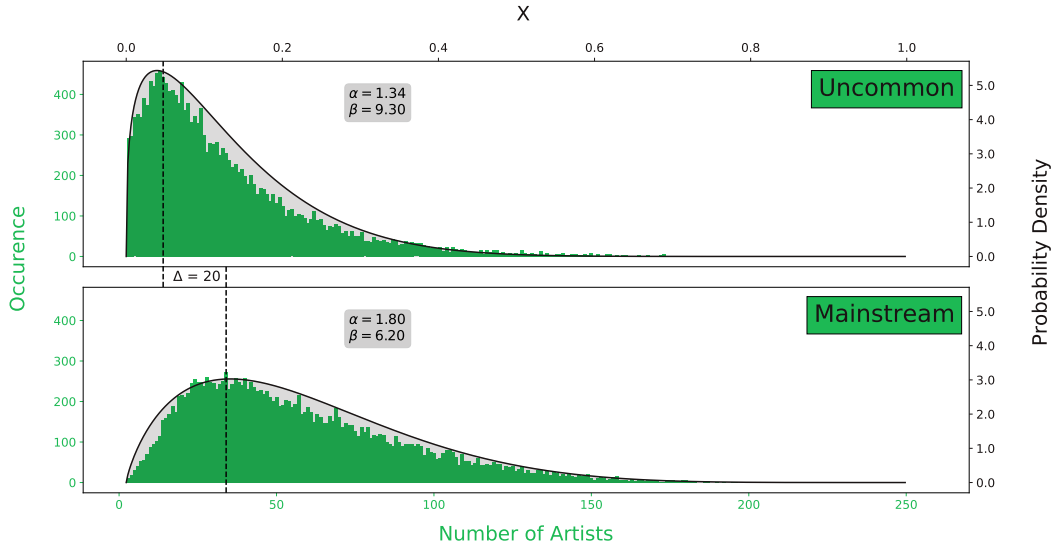 X
0.0 0.2 0.4 0.6 0.8 1.0
Uncommon
α = 1.34
β = 9.30
400
300
200
100
0
5.0
4.0
3.0
2.0
1.0
0.0
Occurence
Probability Density
Δ = 20
Mainstream
α = 1.80
β = 6.20
400
300
200
100
0
5.0
4.0
3.0
2.0
1.0
0.0
0 50 100 150 200 250
Number of Artists